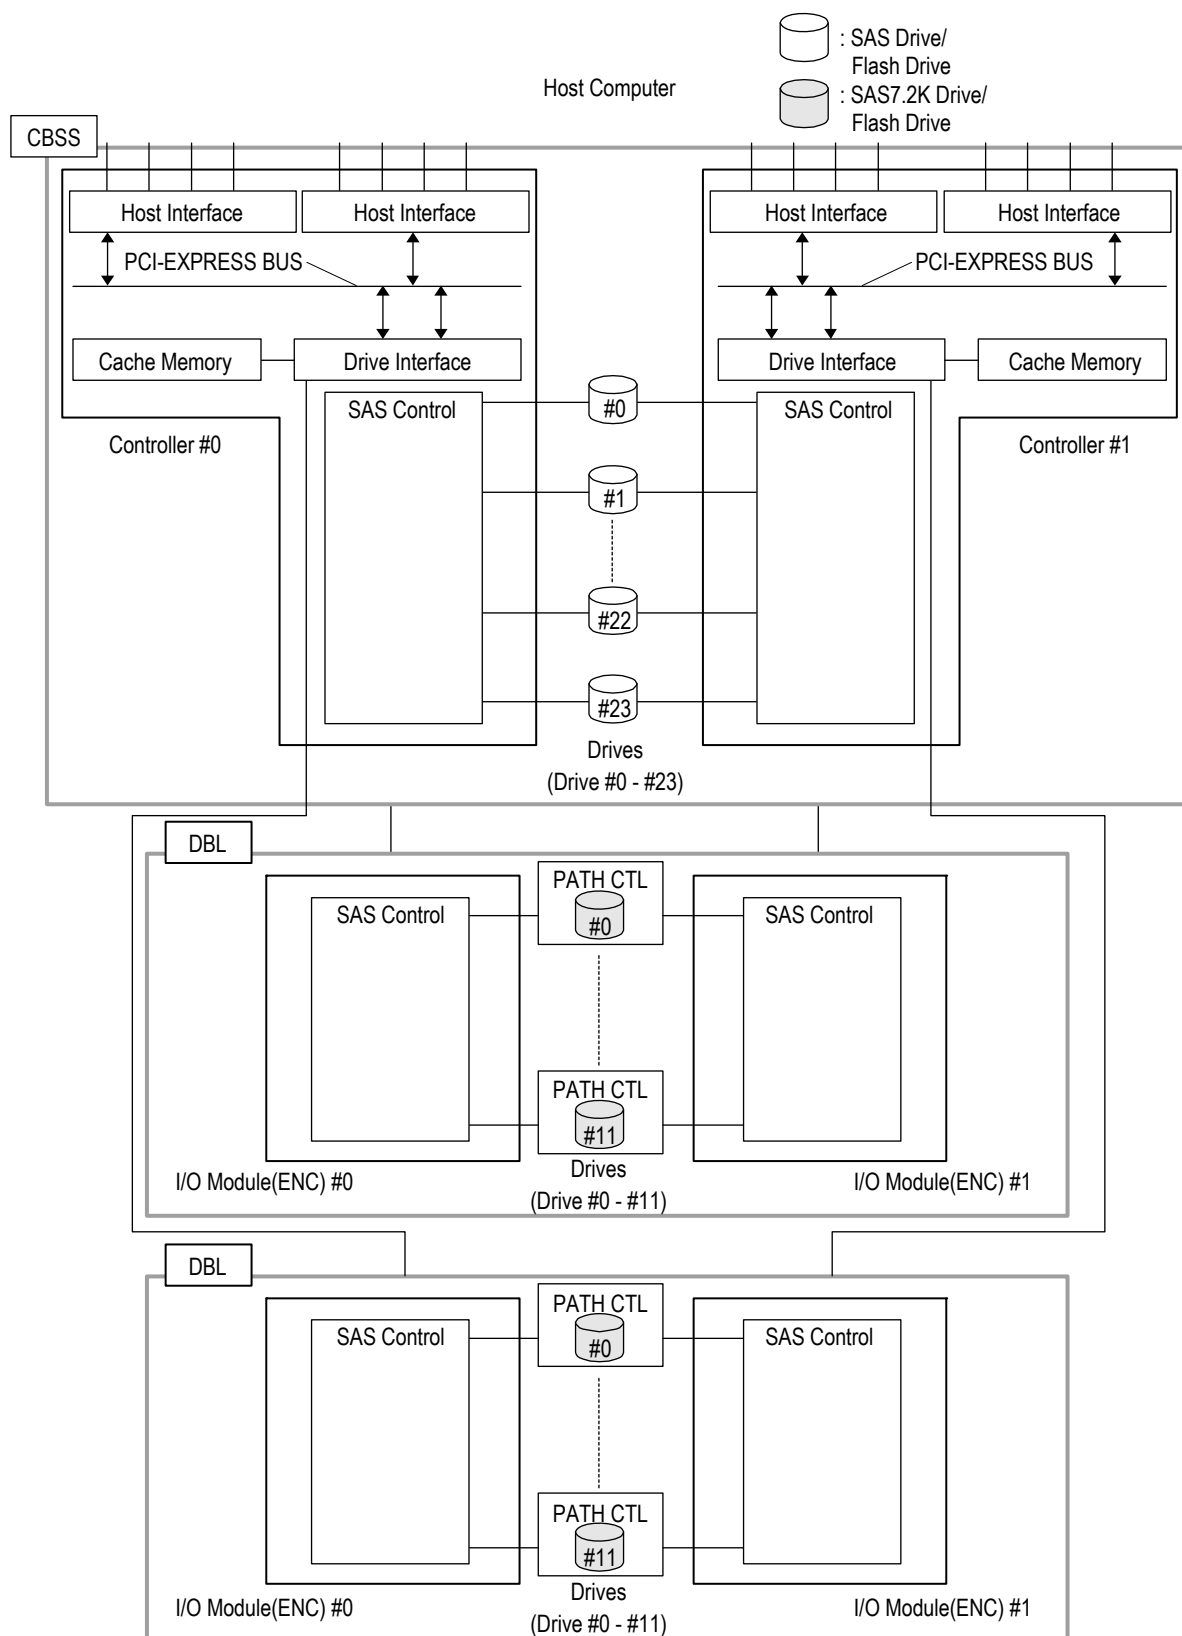 : SAS Drive/
Flash Drive
Host Computer
: SAS7.2K Drive/
Flash Drive
CBSS
Host Interface
Host Interface
Host Interface
Host Interface
PCI-EXPRESS BUS
PCI-EXPRESS BUS
Cache Memory
Drive Interface
Drive Interface
Cache Memory
SAS Control
#0
SAS Control
Controller #0
Controller #1
#1
#22
#23
Drives
(Drive #0 - #23)
DBL
PATH CTL
SAS Control
#0
SAS Control
PATH CTL
#11
I/O Module(ENC) #0
Drives
(Drive #0 - #11)
I/O Module(ENC) #1
DBL
PATH CTL
SAS Control
#0
SAS Control
PATH CTL
#11
I/O Module(ENC) #0
Drives
(Drive #0 - #11)
I/O Module(ENC) #1